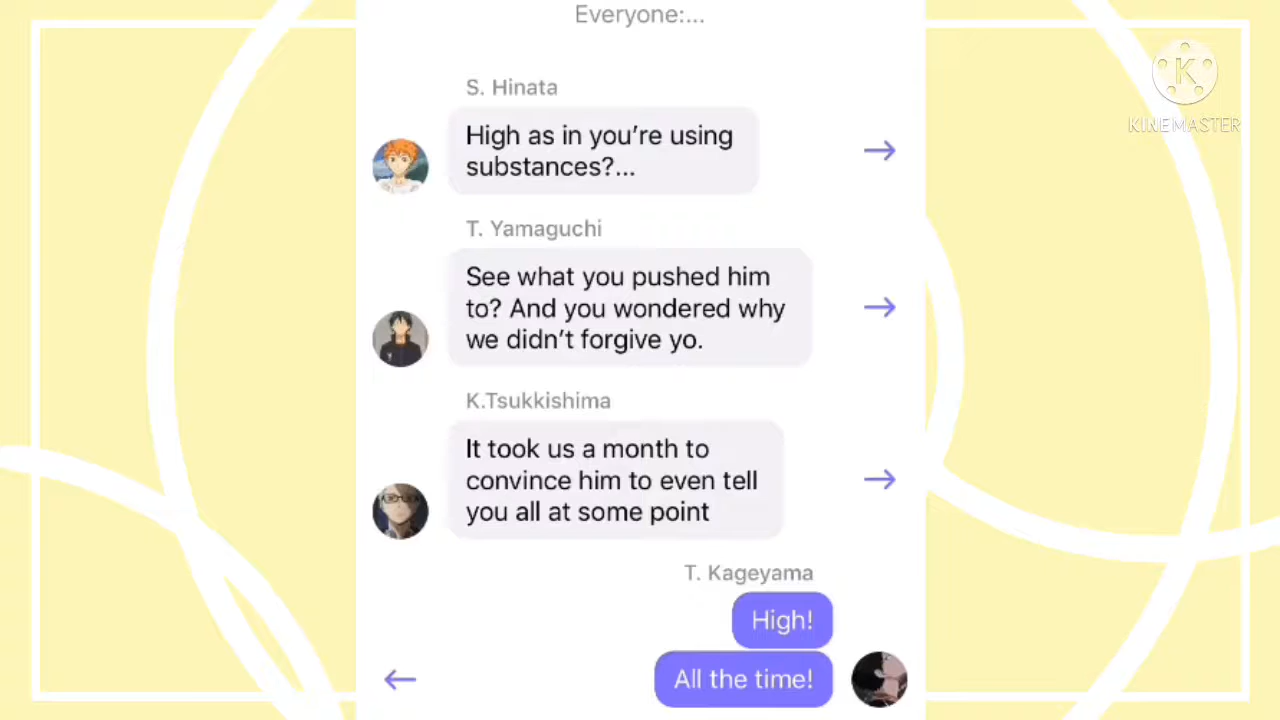 Everyone:...
KINEMASTER
S. Hinata
High as in you’re using
substances?...
T. Yamaguchi
See what you pushed him
to? And you wondered why
we didn’t forgive yo.
K.Tsukkishima
It took us a month to
convince him to even tell
you all at some point
T. Kageyama
High!
All the time!